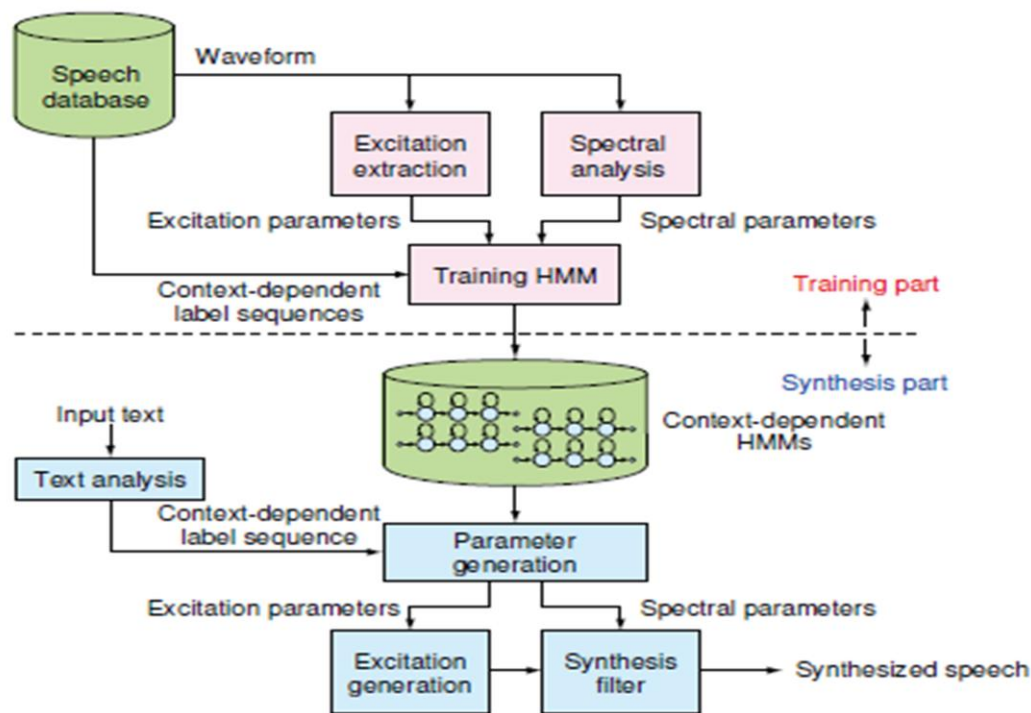 Speech
database
Waveform
Excitation
extraction
Spectral
analysis
Excitation parameters
Spectral parameters
Training HMM
Context-dependent
label sequences
Training part
Synthesis part
Context-dependent
HMMs
Input text
Text analysis
Context-dependent
label sequence
Parameter
generation
Excitation parameters
Spectral parameters
Excitation
generation
Synthesis
filter
Synthesized speech